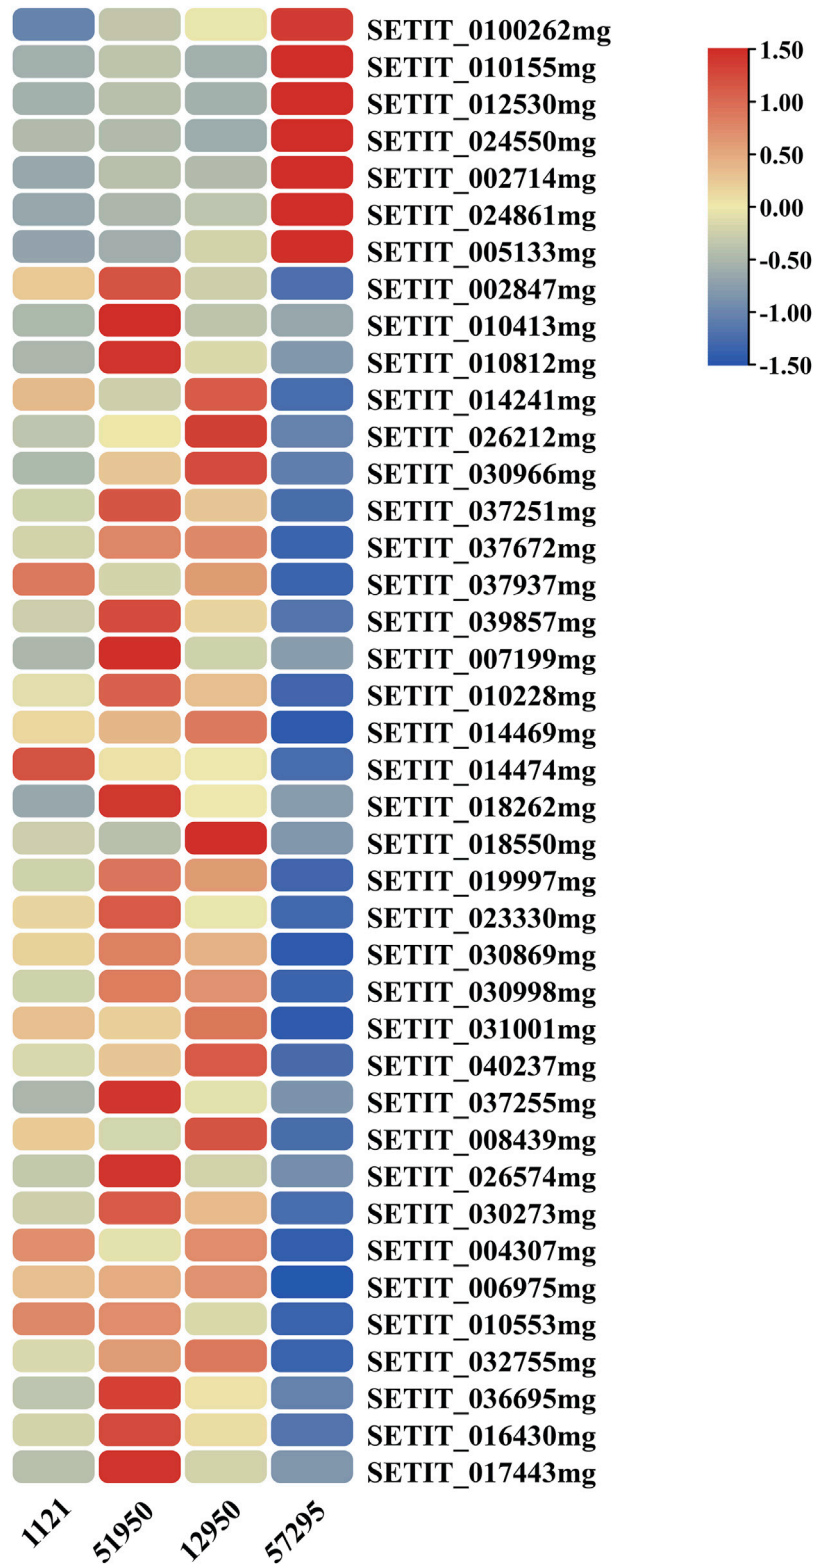 SETIT_0100262mg
SETIT_010155mg
SETIT_012530mg
SETIT_024550mg
SETIT_002714mg
SETIT_024861mg
SETIT_005133mg
SETIT_002847mg
SETIT_010413mg
SETIT_010812mg
SETIT_014241mg
SETIT_026212mg
SETIT_030966mg
SETIT_037251mg
SETIT_037672mg
SETIT_037937mg
SETIT_039857mg
SETIT_007199mg
SETIT_010228mg
SETIT_014469mg
SETIT_014474mg
SETIT_018262mg
SETIT_018550mg
SETIT_019997mg
SETIT_023330mg
SETIT_030869mg
SETIT_030998mg
SETIT_031001mg
SETIT_040237mg
SETIT_037255mg
SETIT_008439mg
SETIT_026574mg
SETIT_030273mg
SETIT_004307mg
SETIT_006975mg
SETIT_010553mg
SETIT_032755mg
SETIT_036695mg
SETIT_016430mg
SETIT_017443mg
1121
51950
12950
57295
1.50
1.00
0.50
0.00
-0.50
-1.00
-1.50